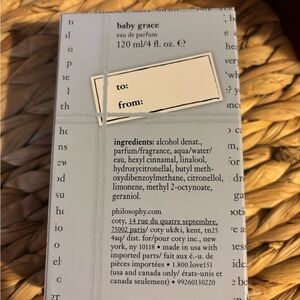 baby grace
eau de parfum
120 ml/4 fl. oz. ℮
to:
from:
ingredients: alcohol denat.,
parfum/fragrance, aqua/water/
eau, hexyl cinnamal, linalool,
hydroxycitronellal, butyl meth-
oxydibenzoylmethane, citronellol,
limonene, methyl 2-octynoate,
geraniol.
philosophy.com
coty, 14 rue du quatre septembre,
75002 paris/ coty uk&i, kent, tn25
4aq/ dist. for/pour coty inc., new
york, ny 10118 • made in usa with
imported parts/ fait aux é.-u. de
pièces importées • 1.800.love151
(usa and canada only/ états-unis et
canada seulement) • 99260130220